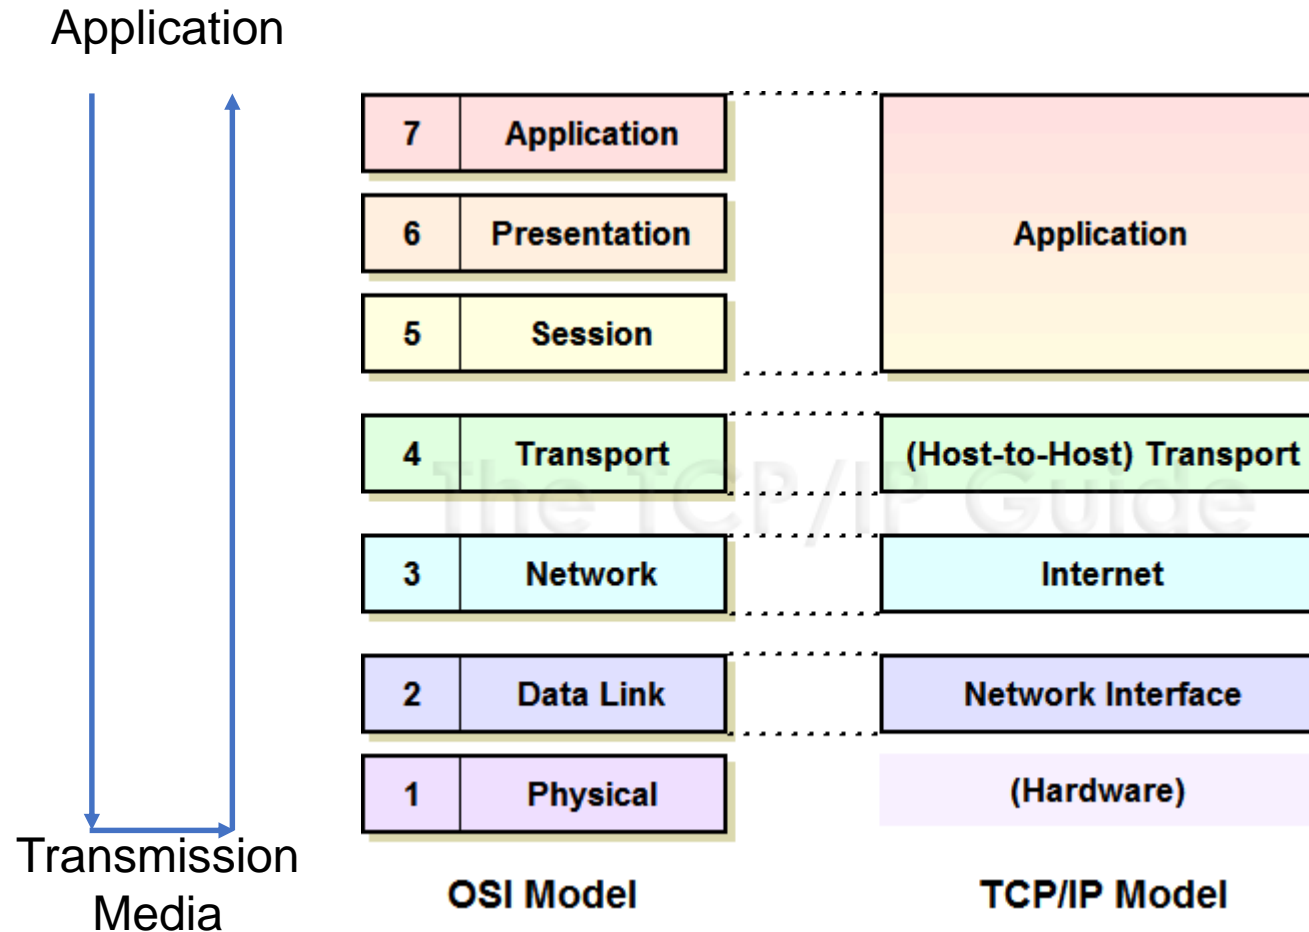 Application
7 Application
6 Presentation
5 Session
4 Transport
3 Network
2 Data Link
1 Physical
OSI Model
Application
(Host-to-Host) Transport
Internet
Network Interface
(Hardware)
TCP/IP Model
The TCP/IP Guide
Transmission
Media